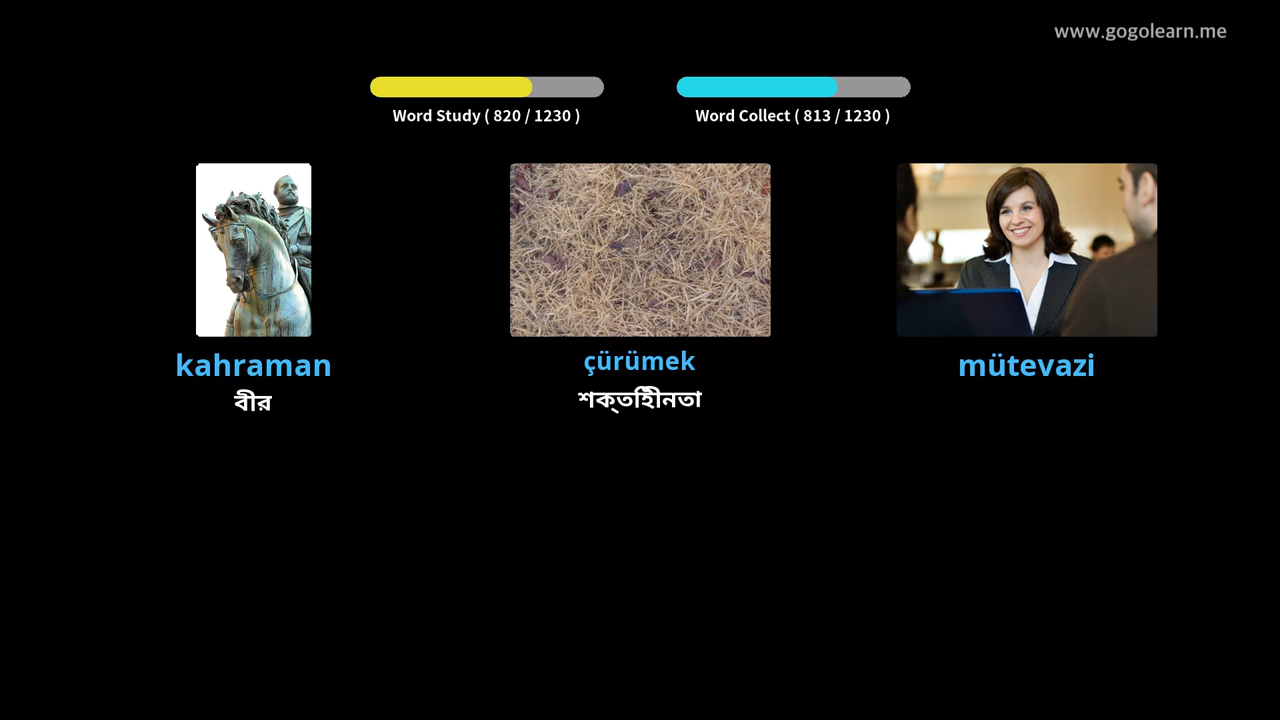 www.gogolearn.me
Word Study ( 820 / 1230 )
Word Collect ( 813 / 1230 )
kahraman
çürümek
mütevazi
বীর
শক্তিহীনতা